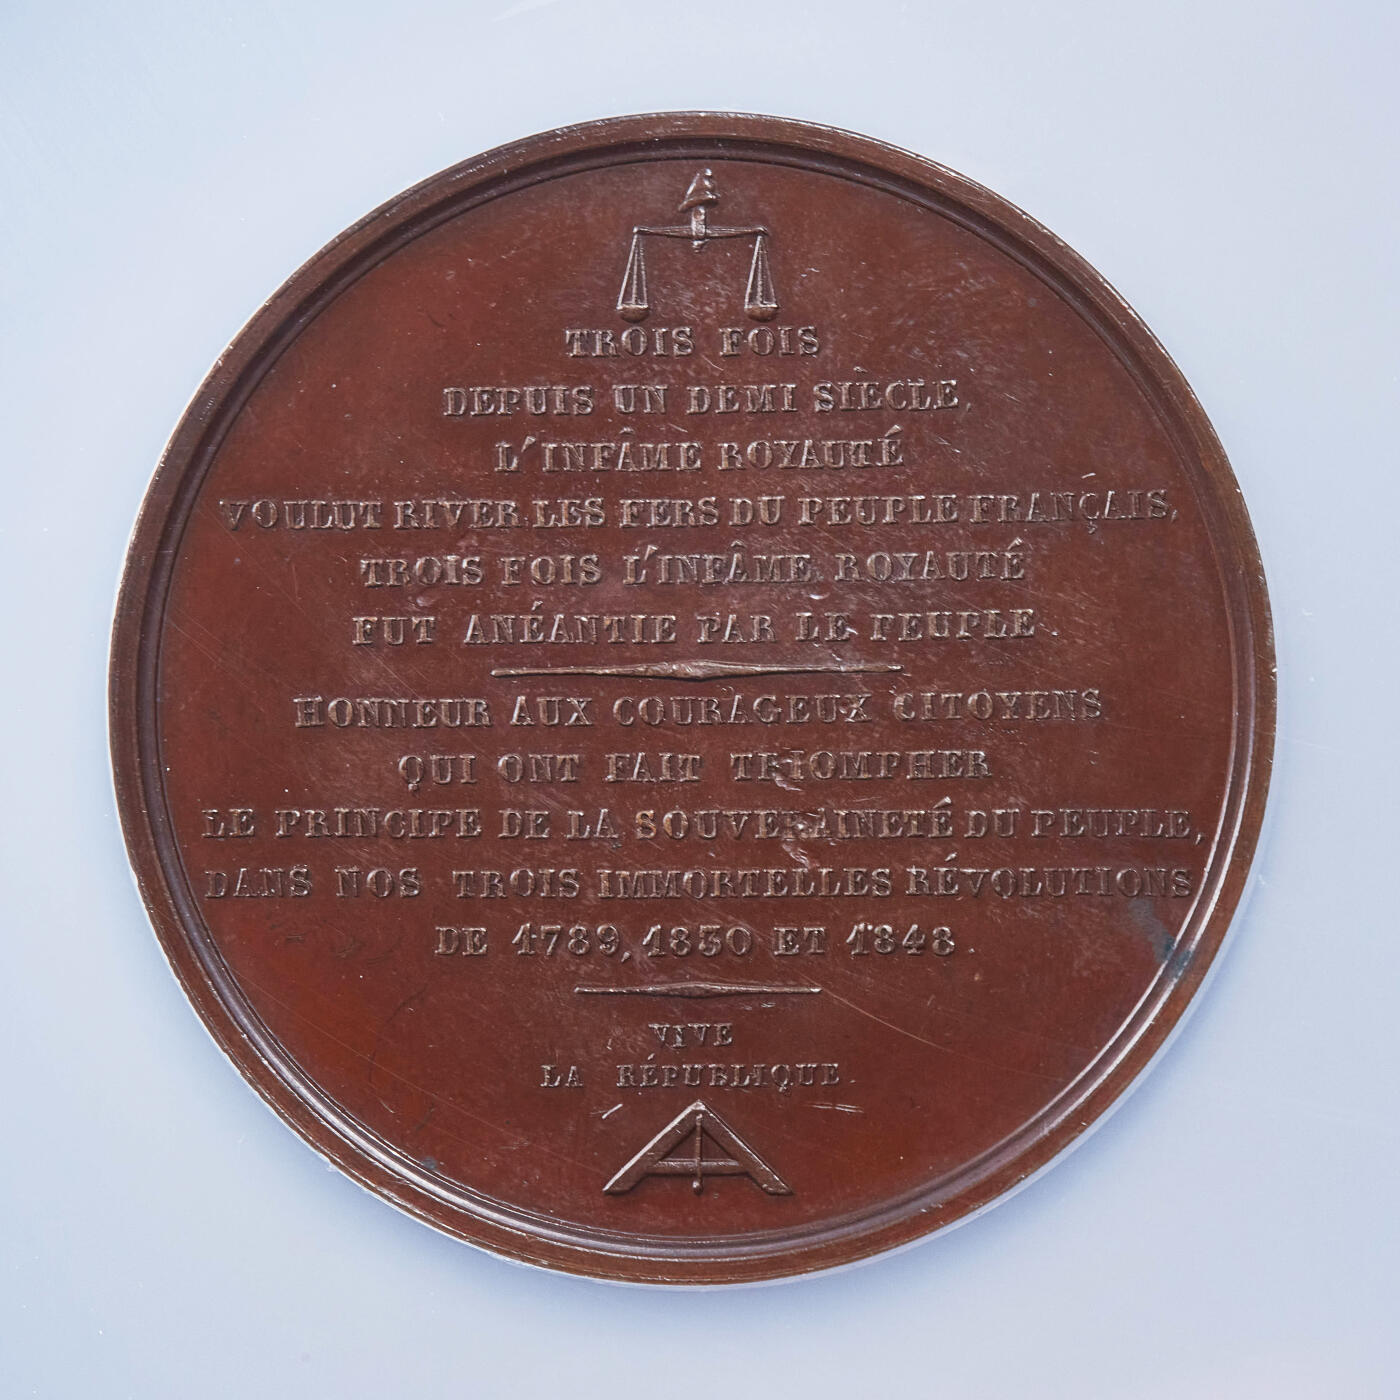 TROIS FOIS
DEPUIS UN DEMI SIÈCLE,
L'INFÂME ROYAUTÉ
VOULUT RIVER LES FERS DU PEUPLE FRANÇAIS,
TROIS FOIS L'INFÂME ROYAUTÉ
FUT ANÉANTIE PAR LE PEUPLE.
HONNEUR AUX COURAGEUX CITOYENS
QUI ONT FAIT TRIOMPHER
LE PRINCIPE DE LA SOUVERAINETÉ DU PEUPLE,
DANS NOS TROIS IMMORTELLES RÉVOLUTIONS
DE 1789, 1830 ET 1848.
VIVE
LA RÉPUBLIQUE